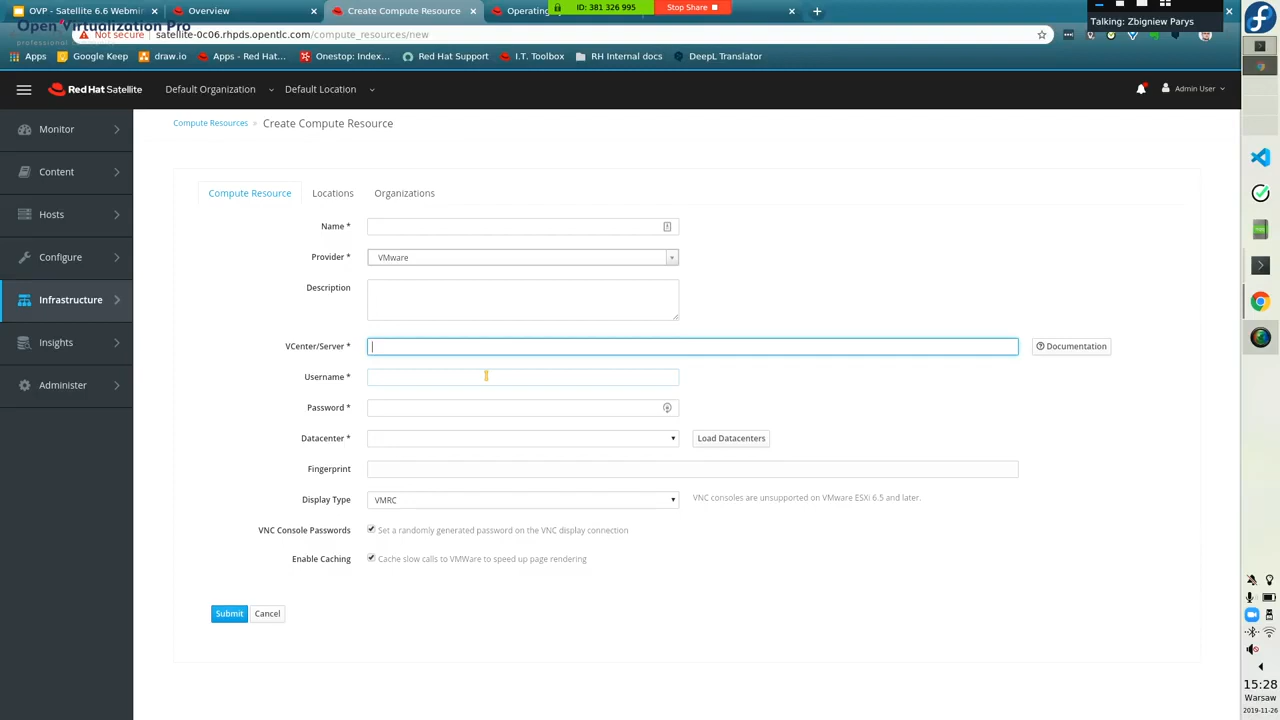 OVP - Satellite 6.6 Webmin
Overview
Create Compute Resource
Operating
ID: 381 326 995
Stop Share
Talking: Zbigniew Parys
Open Virtualization Pro
professional
Not secure
satellite-0c06.rhpds.opentlc.com/compute_resources/new
Apps
Google Keep
draw.io
Apps - Red Hat...
Onestop: Index...
Red Hat Support
I.T. Toolbox
RH Internal docs
DeepL Translator
Red Hat Satellite
Default Organization
Default Location
Admin User
Monitor
Content
Hosts
Configure
Infrastructure
Insights
Administer
Compute Resources » Create Compute Resource
Compute Resource
Locations
Organizations
Name *
Provider *
VMware
Description
VCenter/Server *
Documentation
Username *
Password *
Datacenter *
Load Datacenters
Fingerprint
Display Type
VMRC
VNC consoles are unsupported on VMware ESXi 6.5 and later.
VNC Console Passwords
Set a randomly generated password on the VNC display connection
Enable Caching
Cache slow calls to VMWare to speed up page rendering
Submit
Cancel
15:28
Warsaw
2019-11-26